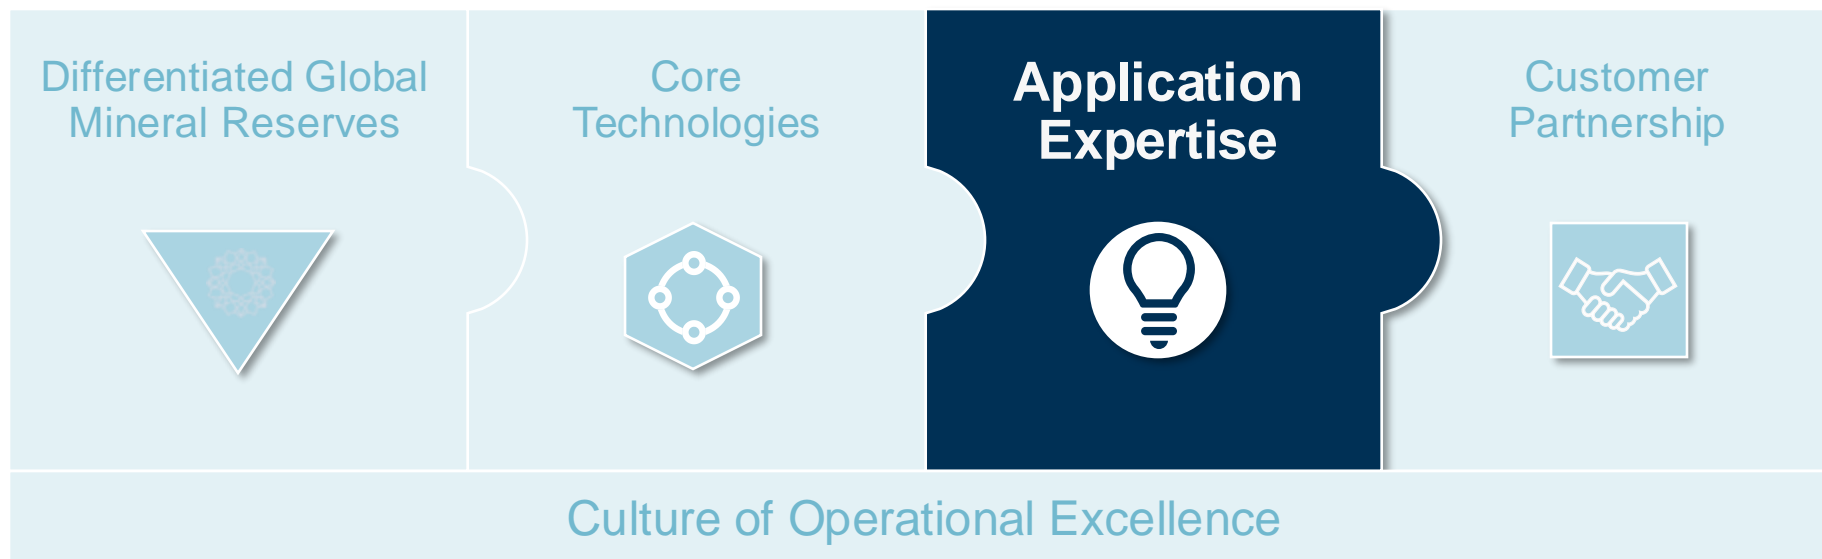 Differentiated Global
Mineral Reserves
Core
Technologies
Application
Expertise
Customer
Partnership
Culture of Operational Excellence